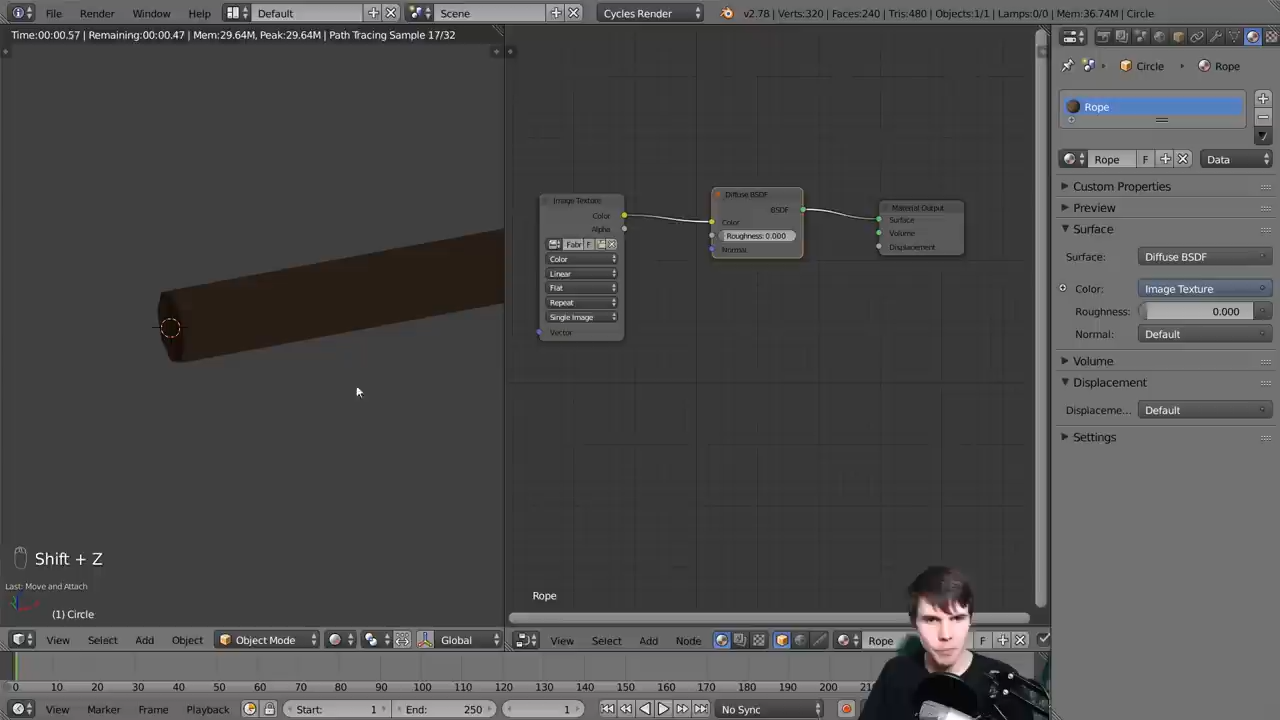 File Render Window Help Default Scene Cycles Render v2.78 | Verts:320 | Faces:240 | Tris:480 | Objects:1/1 | Lamps:0/0 | Mem:36.74M | Circle
Time:00:00.57 | Remaining:00:00.47 | Mem:29.64M, Peak:29.64M | Path Tracing Sample 17/32
Circle Rope
Rope
Rope F Data
Custom Properties
Preview
Surface
Surface: Diffuse BSDF
Color: Image Texture
Roughness: 0.000
Normal: Default
Volume
Displacement
Displaceme... Default
Settings
Image Texture
Color
Alpha
Fabr F
Color
Linear
Flat
Repeat
Single Image
Vector
Diffuse BSDF
BSDF
Color
Roughness: 0.000
Normal
Material Output
Surface
Volume
Displacement
Shift + Z
Last: Move and Attach
(1) Circle
Rope
View Select Add Object Object Mode Global
View Select Add Node Rope F
0 10 20 30 40 50 60 70 80 90 100 110 120 130 140 150 160 170 180 190 200 210
View Marker Frame Playback Start: 1 End: 250 1 No Sync